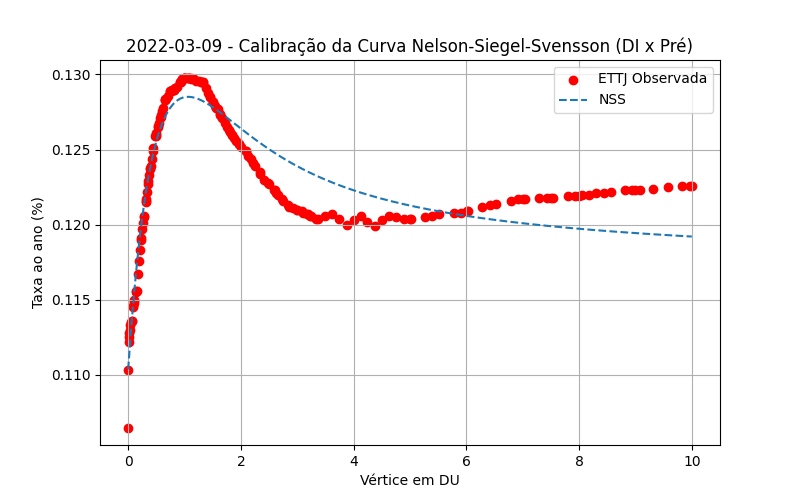 2022-03-09 - Calibração da Curva Nelson-Siegel-Svensson (DI x Pré)
0.130
0.125
0.120
0.115
0.110
Taxa ao ano (%)
ETTJ Observada
NSS
0 2 4 6 8 10
Vértice em DU